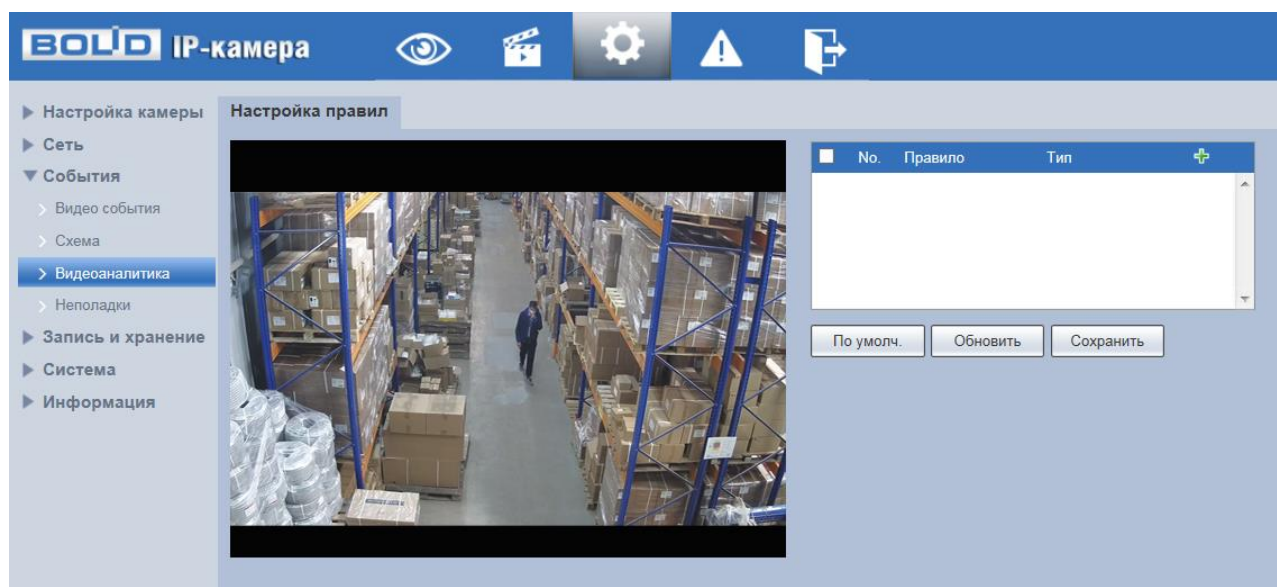 BOLID IP-камера
Настройка камеры
Сеть
События
Видео события
Схема
Видеоаналитика
Неполадки
Запись и хранение
Система
Информация
Настройка правил
No. Правило Тип
По умолч. Обновить Сохранить